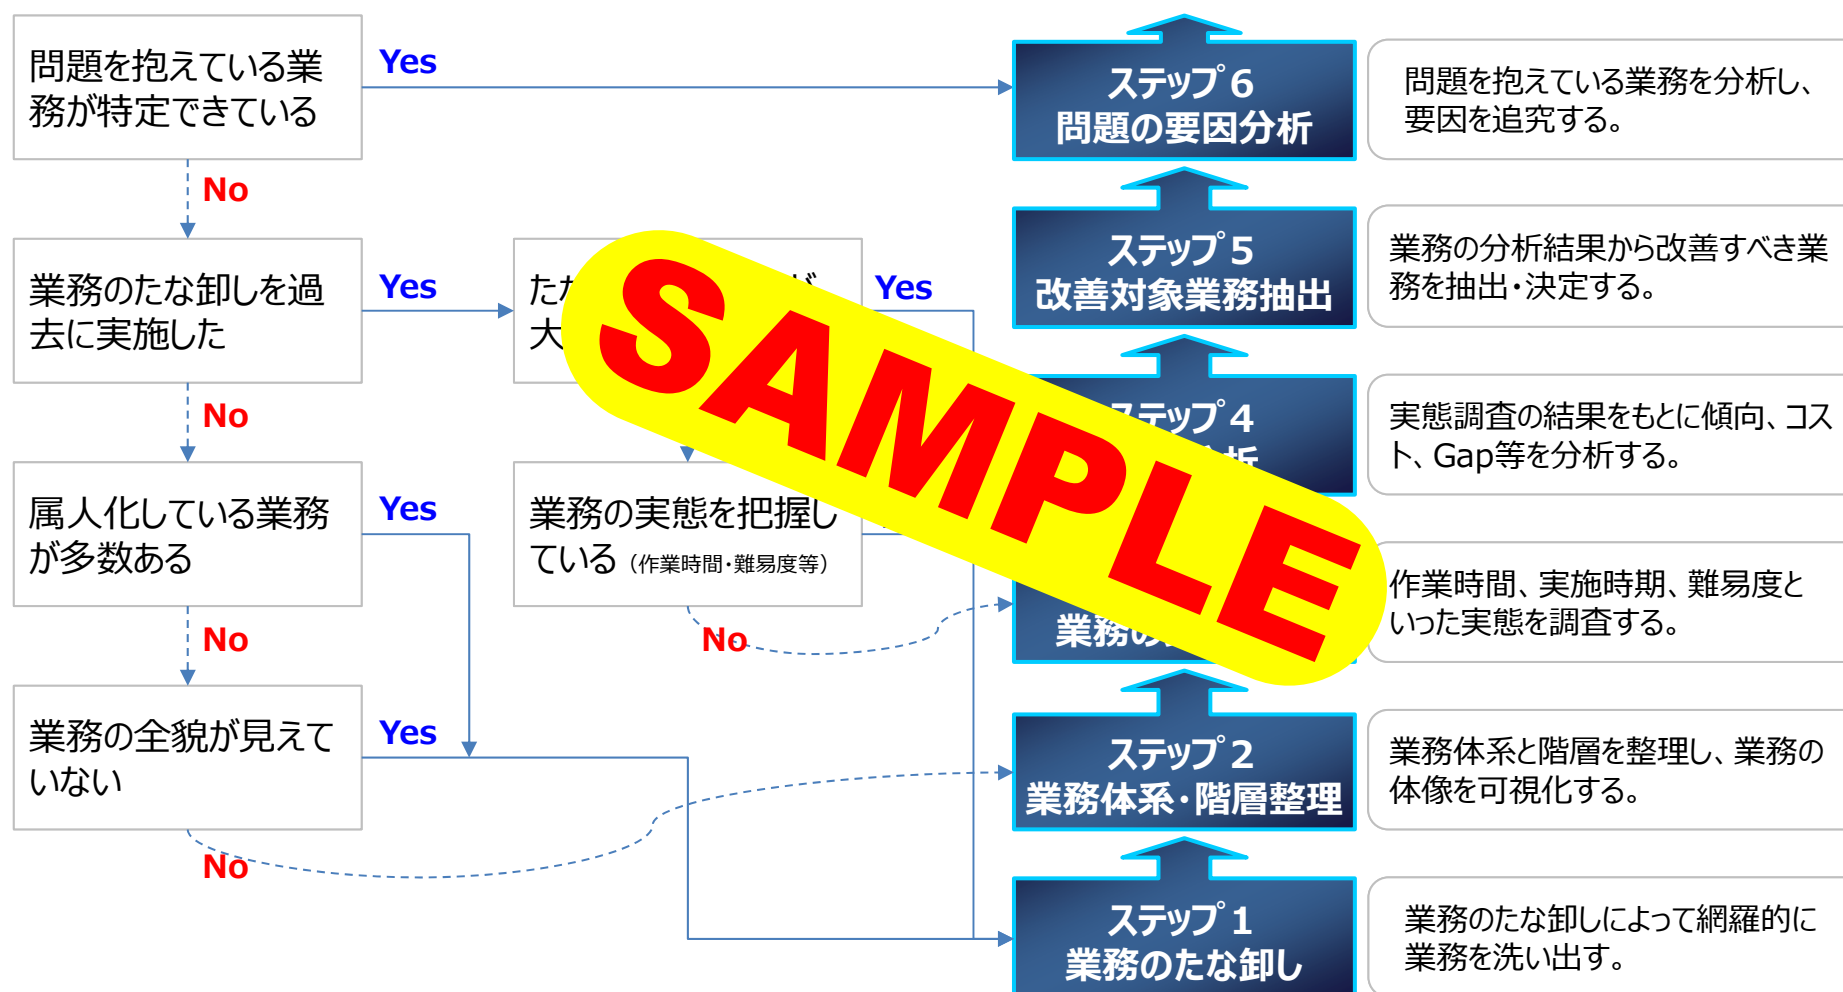 問題を抱えている業
務が特定できている
Yes
No
ステップ6
問題の要因分析
問題を抱えている業務を分析し、
要因を追究する。
業務のたな卸しを過
去に実施した
Yes
No
Yes
ステップ5
改善対象業務抽出
業務の分析結果から改善すべき業
務を抽出・決定する。
SAMPLE
ステップ4
実態調査の結果をもとに傾向、コス
ト、Gap等を分析する。
属人化している業務
が多数ある
Yes
No
業務の実態を把握し
ている（作業時間・難易度等）
No
業務の
作業時間、実施時期、難易度と
いった実態を調査する。
業務の全貌が見えて
いない
Yes
No
ステップ2
業務体系・階層整理
業務体系と階層を整理し、業務の
体像を可視化する。
ステップ1
業務のたな卸し
業務のたな卸しによって網羅的に
業務を洗い出す。